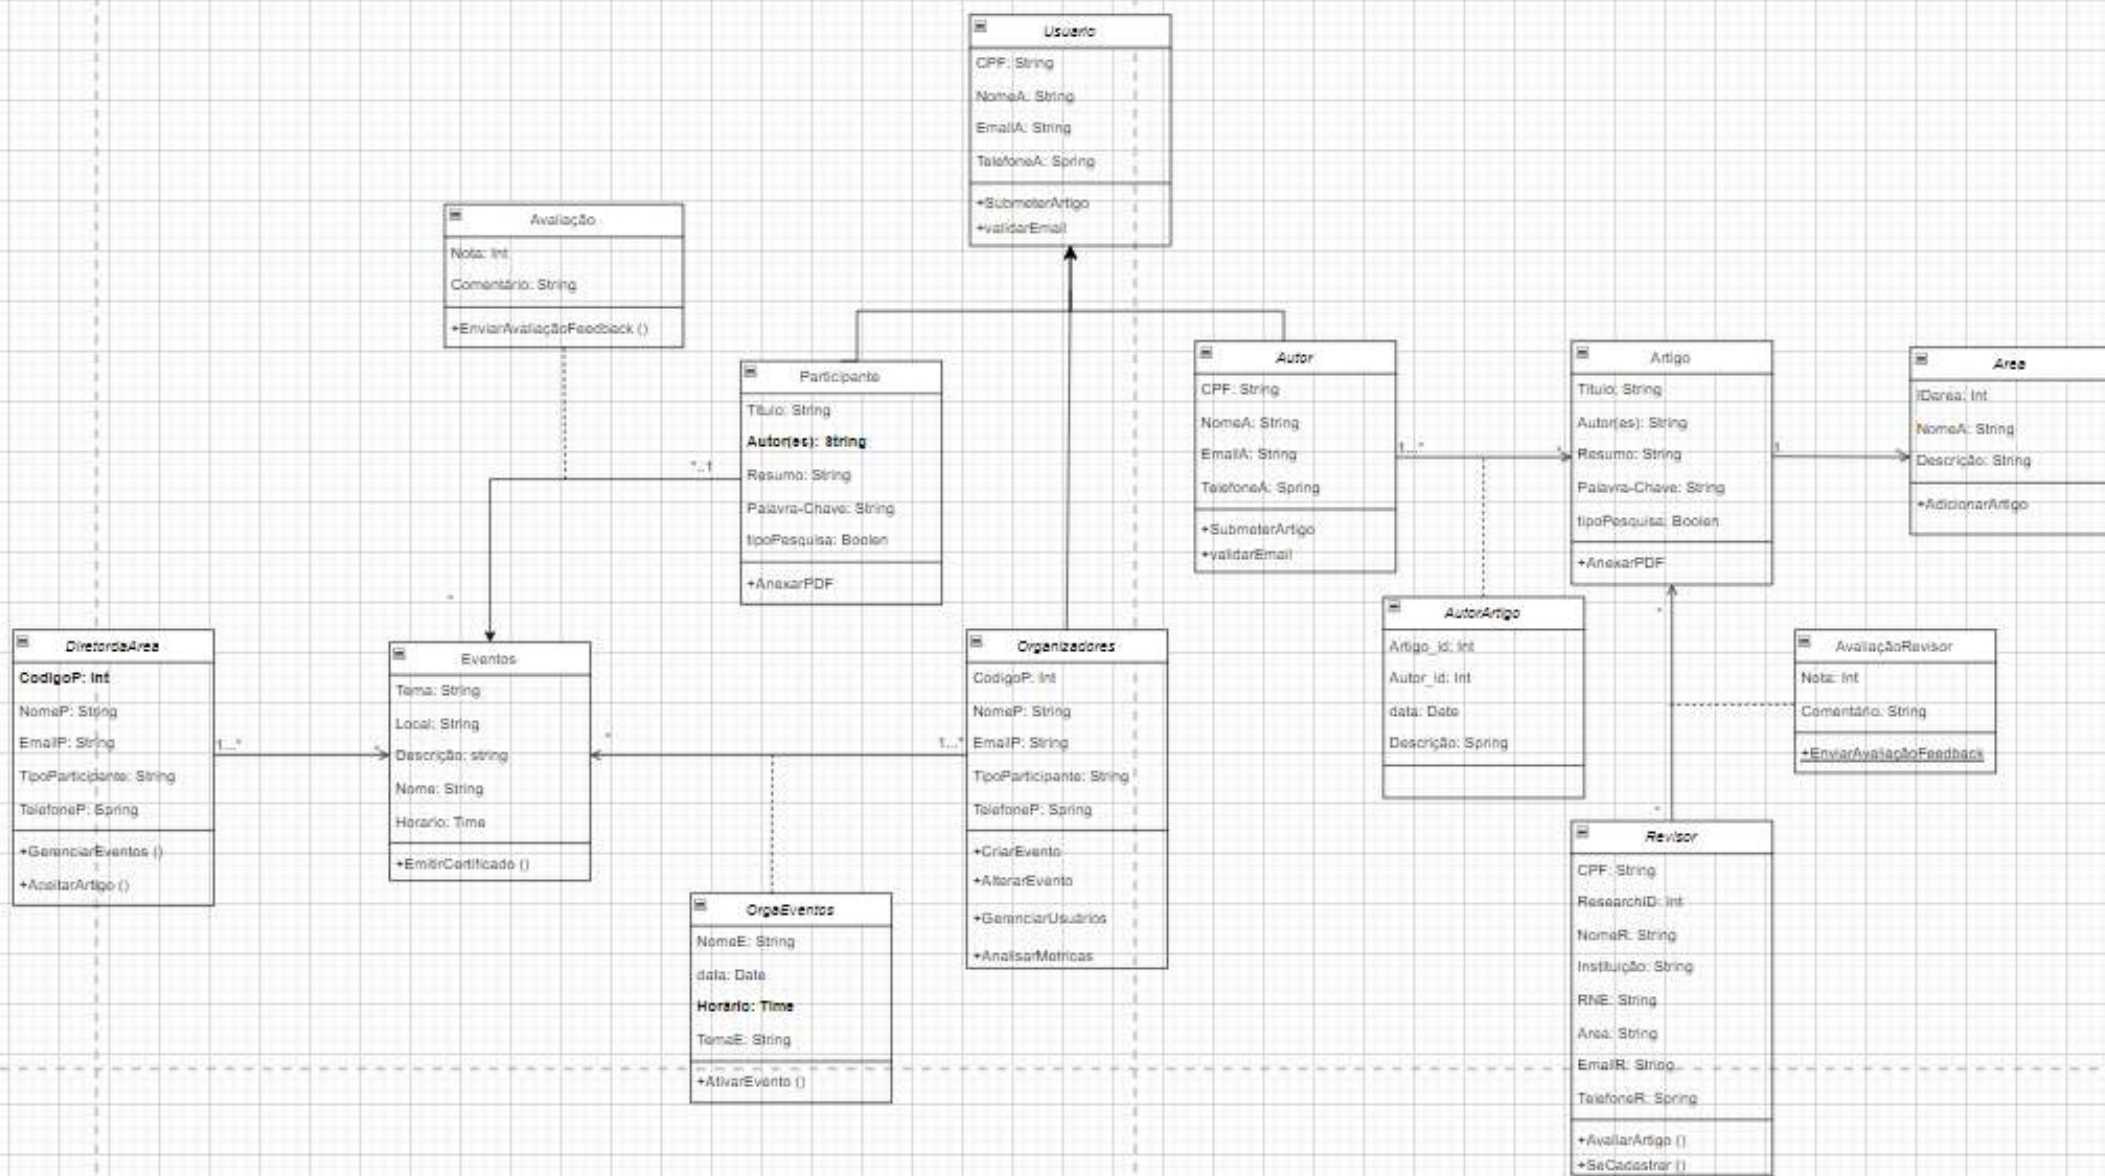 Usuario
CPF: String
NomeA: String
EmailA: String
TelefoneA: Spring
+SubmeterArtigo
+validarEmail
Avaliação
Nota: Int
Comentário: String
+EnviarAvaliaçãoFeedback ()
Participante
Titulo: String
Autor(es): String
Resumo: String
Palavra-Chave: String
tipoPesquisa: Boolen
+AnexarPDF
*..1
*
Autor
CPF: String
NomeA: String
EmailA: String
TelefoneA: Spring
+SubmeterArtigo
+validarEmail
1...*
*
Artigo
Titulo: String
Autor(es): String
Resumo: String
Palavra-Chave: String
tipoPesquisa: Boolen
+AnexarPDF
1
*
Area
IDarea: Int
NomeA: String
Descrição: String
+AdicionarArtigo
DiretordaArea
CodigoP: Int
NomeP: String
EmailP: String
TipoParticipante: String
TelefoneP: Spring
+GerenciarEventos ()
+AceitarArtigo ()
1...*
*
Eventos
Tema: String
Local: String
Descrição: string
Nome: String
Horario: Time
+EmitirCertificado ()
*
1...*
Organizadores
CodigoP: Int
NomeP: String
EmailP: String
TipoParticipante: String
TelefoneP: Spring
+CriarEvento
+AlterarEvento
+GerenciarUsuários
+AnalisarMetricas
AutorArtigo
Artigo_id: Int
Autor_id: Int
data: Date
Descrição: Spring
*
*
AvaliaçãoRevisor
Nota: Int
Comentário: String
+EnviarAvaliaçãoFeedback
OrgaEventos
NomeE: String
data: Date
Horário: Time
TemaE: String
+AtivarEvento ()
Revisor
CPF: String
ResearchID: Int
NomeR: String
Instituição: String
RNE: String
Area: String
EmailR: String
TelefoneR: Spring
+AvaliarArtigo ()
+SeCadastrar ()